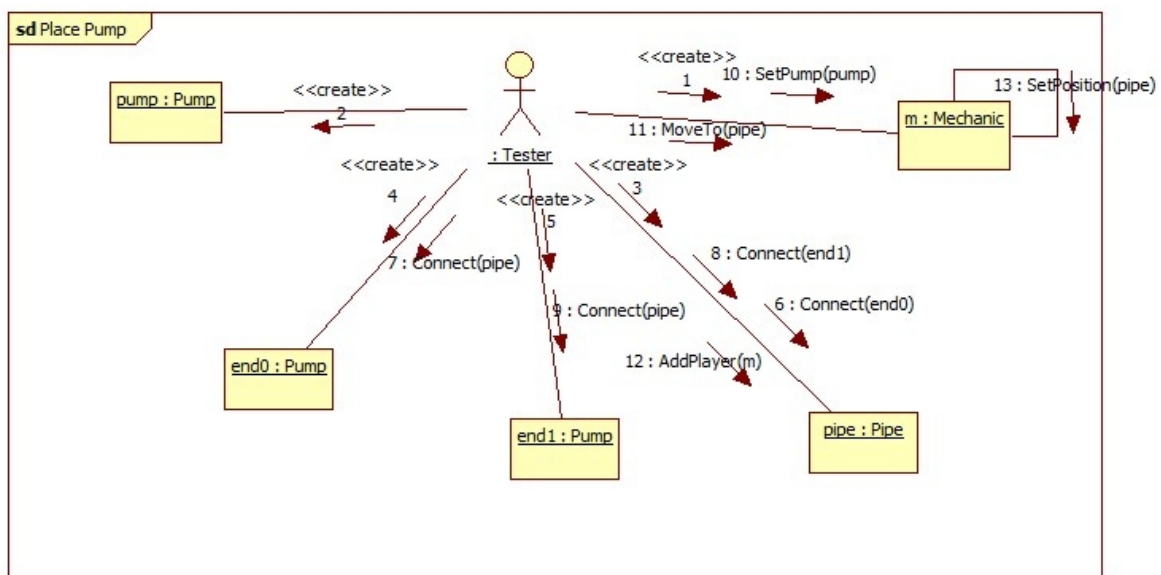 sd Place Pump
<<create>>
1
10 : SetPump(pump)
13 : SetPosition(pipe)
<<create>>
2
pump : Pump
11 : MoveTo(pipe)
m : Mechanic
: Tester
<<create>>
4
<<create>>
3
<<create>>
5
7 : Connect(pipe)
8 : Connect(end1)
9 : Connect(pipe)
6 : Connect(end0)
12 : AddPlayer(m)
end0 : Pump
end1 : Pump
pipe : Pipe